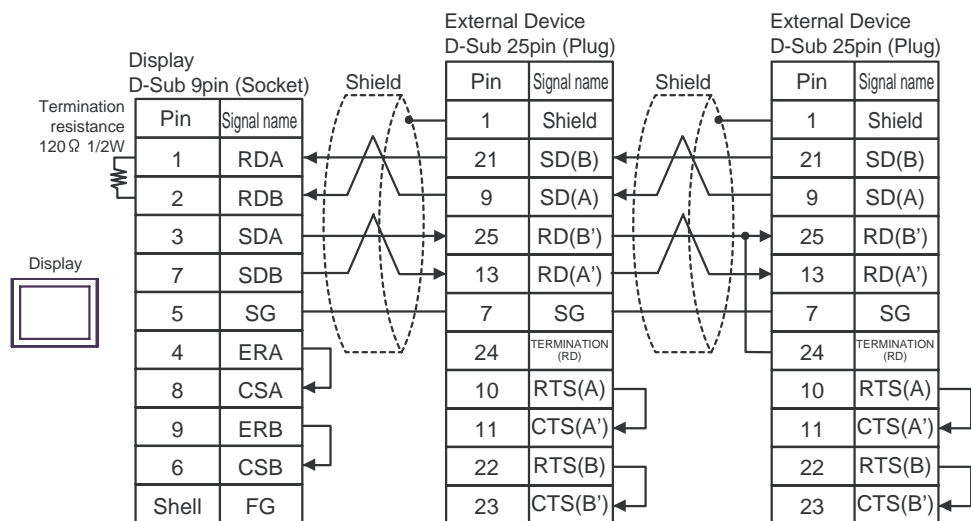 External Device
D-Sub 25pin (Plug)
External Device
D-Sub 25pin (Plug)
Display
D-Sub 9pin (Socket)
Shield
Shield
Termination
resistance
120Ω 1/2W
Display
Pin Signal name
1 RDA
2 RDB
3 SDA
7 SDB
5 SG
4 ERA
8 CSA
9 ERB
6 CSB
Shell FG
Pin Signal name
1 Shield
21 SD(B)
9 SD(A)
25 RD(B’)
13 RD(A’)
7 SG
24 TERMINATION
(RD)
10 RTS(A)
11 CTS(A’)
22 RTS(B)
23 CTS(B’)
Pin Signal name
1 Shield
21 SD(B)
9 SD(A)
25 RD(B’)
13 RD(A’)
7 SG
24 TERMINATION
(RD)
10 RTS(A)
11 CTS(A’)
22 RTS(B)
23 CTS(B’)